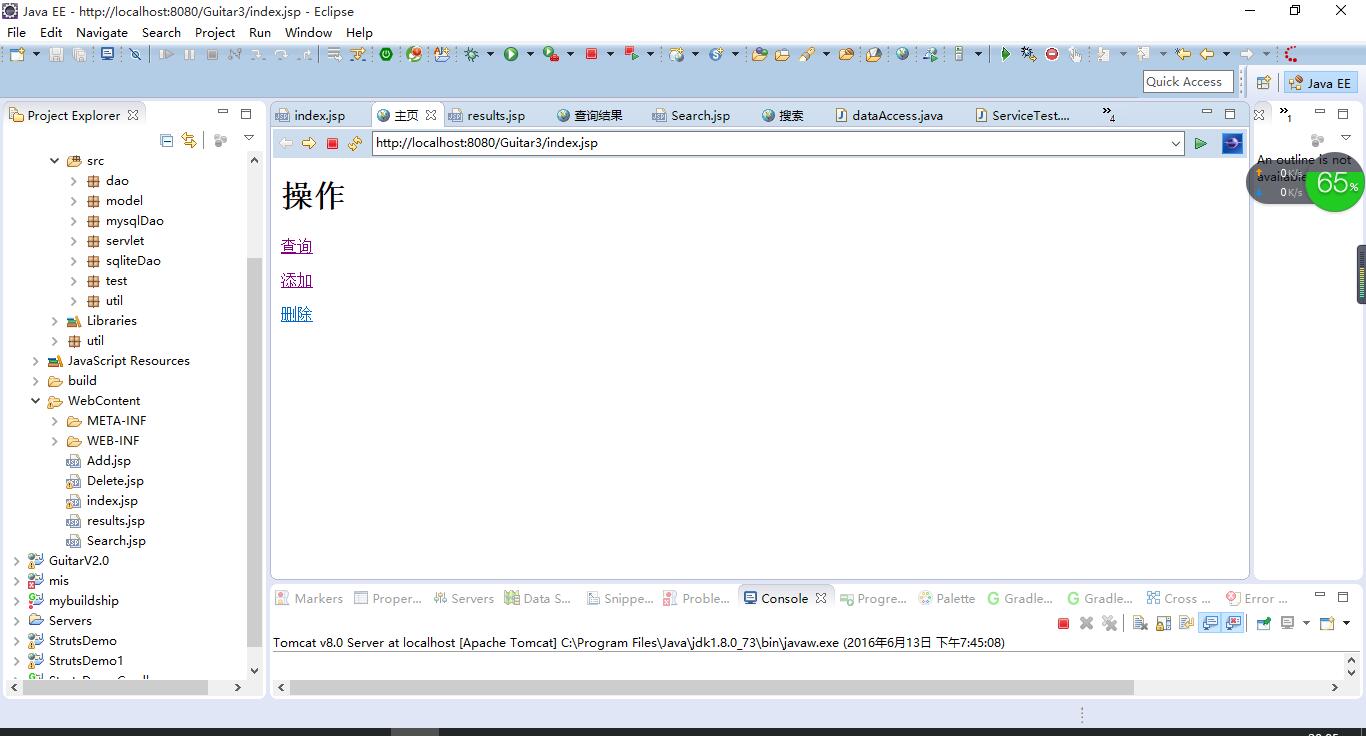 Java EE - http://localhost:8080/Guitar3/index.jsp - Eclipse
File Edit Navigate Search Project Run Window Help
Quick Access
Java EE
Project Explorer
src
dao
model
mysqlDao
servlet
sqliteDao
test
util
Libraries
util
JavaScript Resources
build
WebContent
META-INF
WEB-INF
Add.jsp
Delete.jsp
index.jsp
results.jsp
Search.jsp
GuitarV2.0
mis
mybuildship
Servers
StrutsDemo
StrutsDemo1
index.jsp 主页 results.jsp 查询结果 Search.jsp 搜索 dataAccess.java ServiceTest.... 4
http://localhost:8080/Guitar3/index.jsp
操作
查询
添加
删除
1
An outline is not
available
0K/s
0K/s
65%
Markers Proper... Servers Data S... Snippe... Proble... Console Progre... Palette Gradle... Gradle... Cross ... Error ...
Tomcat v8.0 Server at localhost [Apache Tomcat] C:\Program Files\Java\jdk1.8.0_73\bin\javaw.exe (2016年6月13日 下午7:45:08)